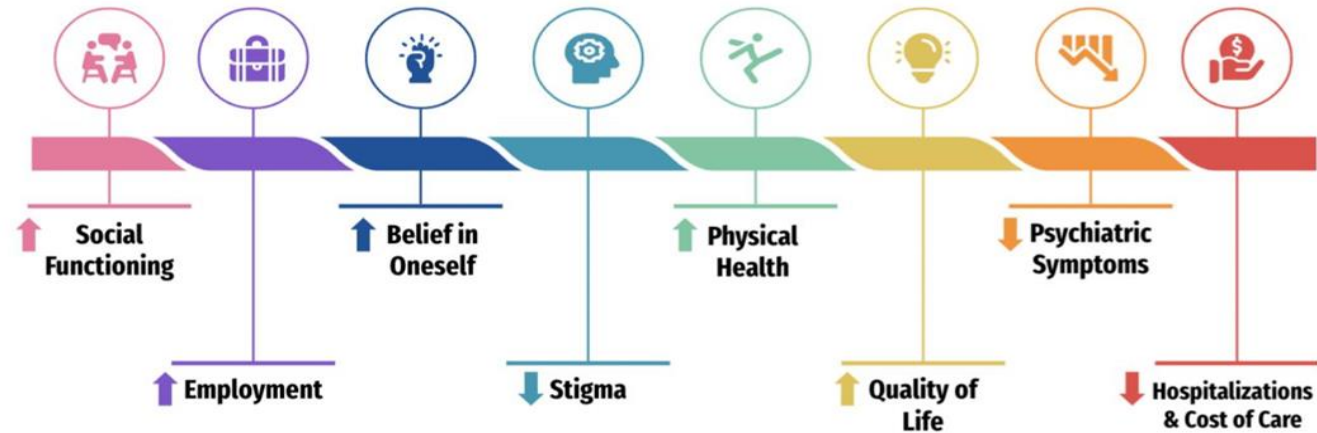 $
Social
Functioning
Employment
Belief in
Oneself
Stigma
Physical
Health
Quality of
Life
Psychiatric
Symptoms
Hospitalizations
& Cost of Care